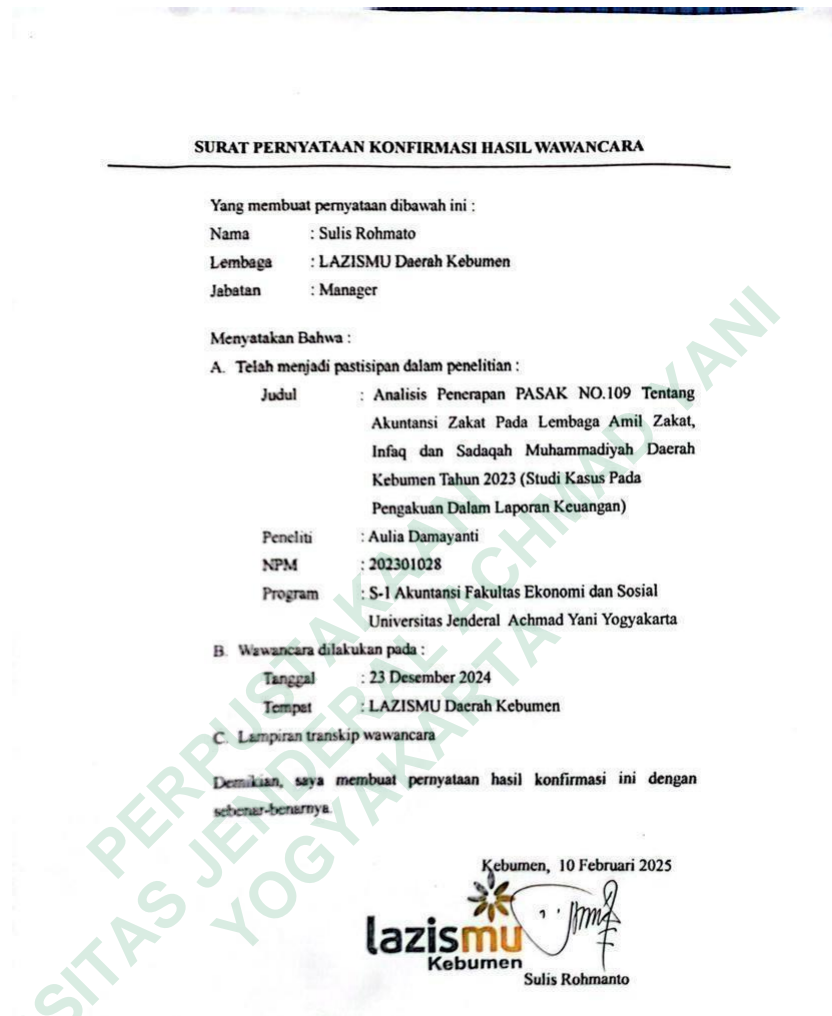 SURAT PERNYATAAN KONFIRMASI HASIL WAWANCARA
Yang membuat pernyataan dibawah ini :
Nama : Sulis Rohmato
Lembaga : LAZISMU Daerah Kebumen
Jabatan : Manager
Menyatakan Bahwa :
A. Telah menjadi pastisipan dalam penelitian :
Judul : Analisis Penerapan PASAK NO.109 Tentang
Akuntansi Zakat Pada Lembaga Amil Zakat,
Infaq dan Sadaqah Muhammadiyah Daerah
Kebumen Tahun 2023 (Studi Kasus Pada
Pengakuan Dalam Laporan Keuangan)
Peneliti : Aulia Damayanti
NPM : 202301028
Program : S-1 Akuntansi Fakultas Ekonomi dan Sosial
Universitas Jenderal Achmad Yani Yogyakarta
B. Wawancara dilakukan pada :
Tanggal : 23 Desember 2024
Tempat : LAZISMU Daerah Kebumen
C. Lampiran transkip wawancara
Demikian, saya membuat pernyataan hasil konfirmasi ini dengan
sebenar-benarnya.
Kebumen, 10 Februari 2025
lazismu
Kebumen
Sulis Rohmanto
PERPUSTAKAAN
SITAS JENDERAL ACHMAD YANI
YOGYAKARTA